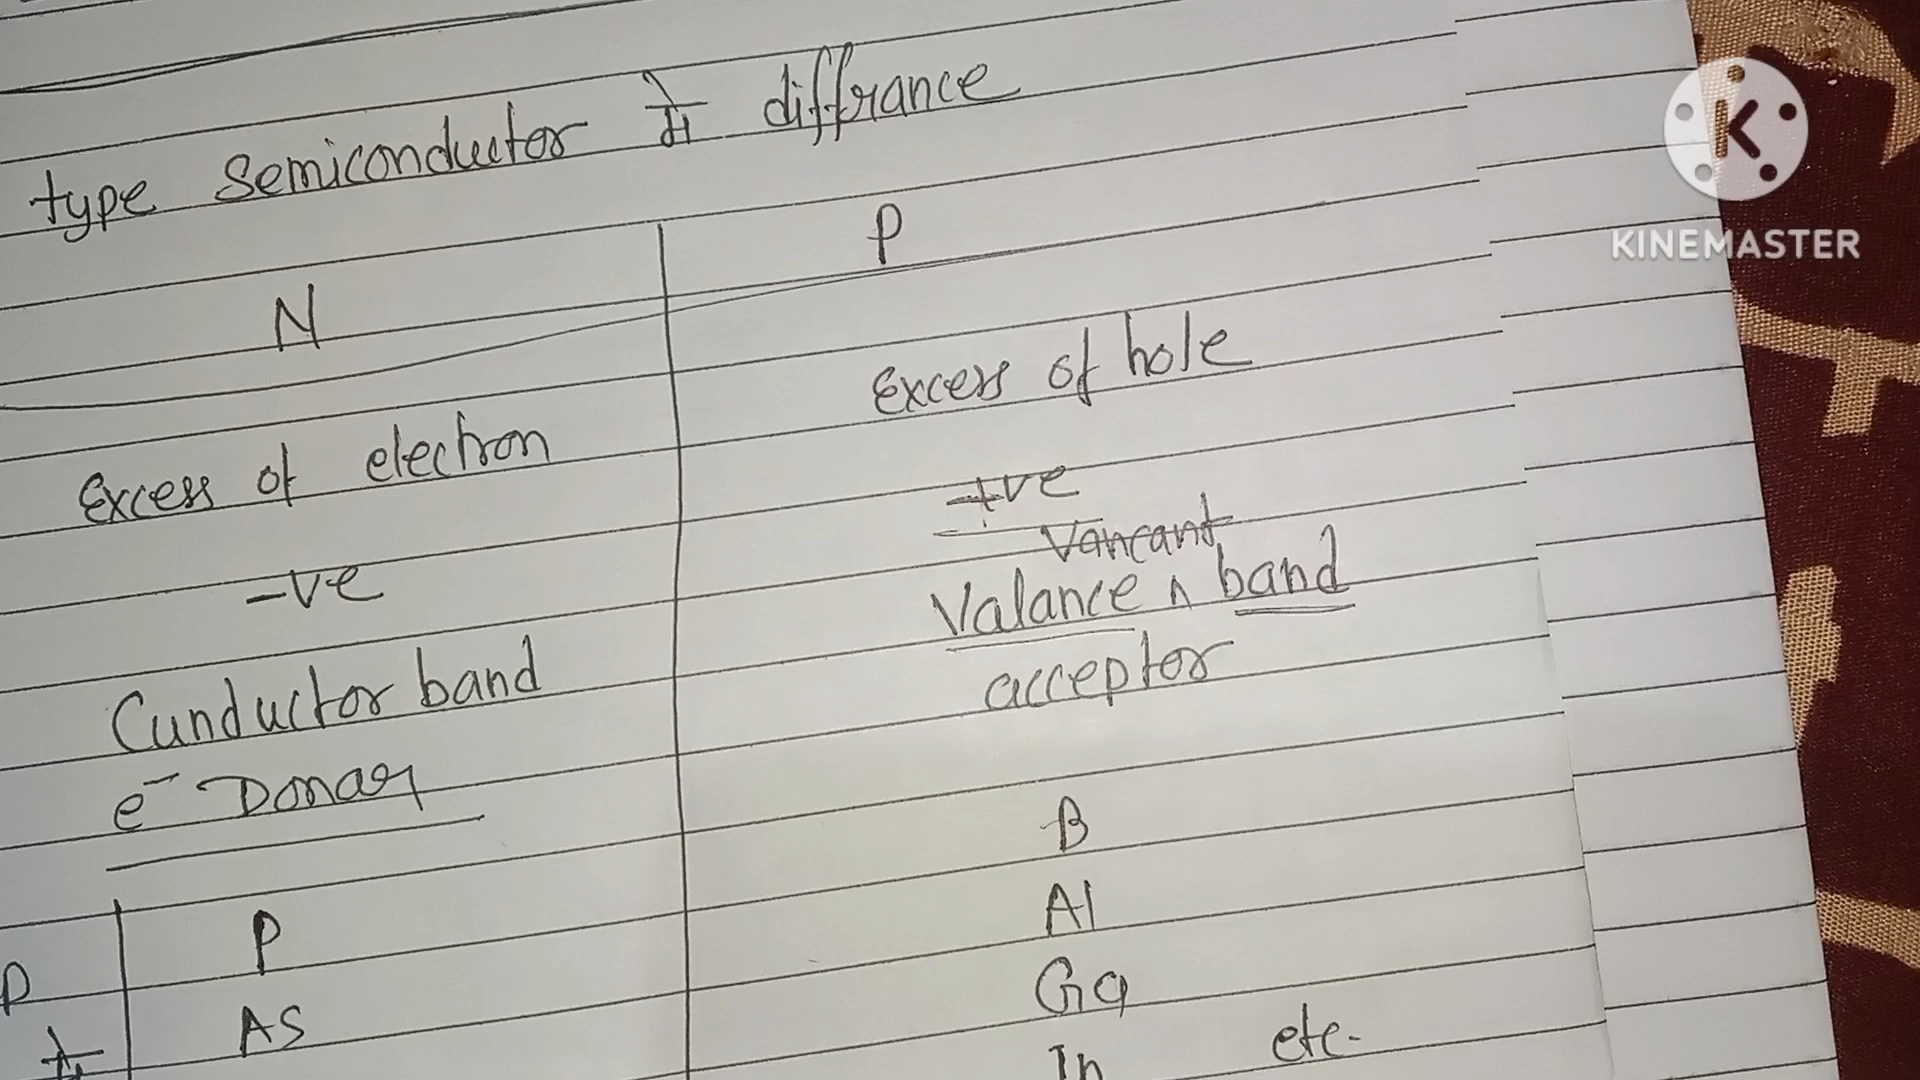 type semiconductor में diffrance
N P
Excess of electron
Excess of hole
-ve
+ve
Cunductor band
Vancant
Valance ∧ band
e⁻ Donar
acceptor
P
As
B
Al
Ga
In etc.
P
में
K
KINEMASTER